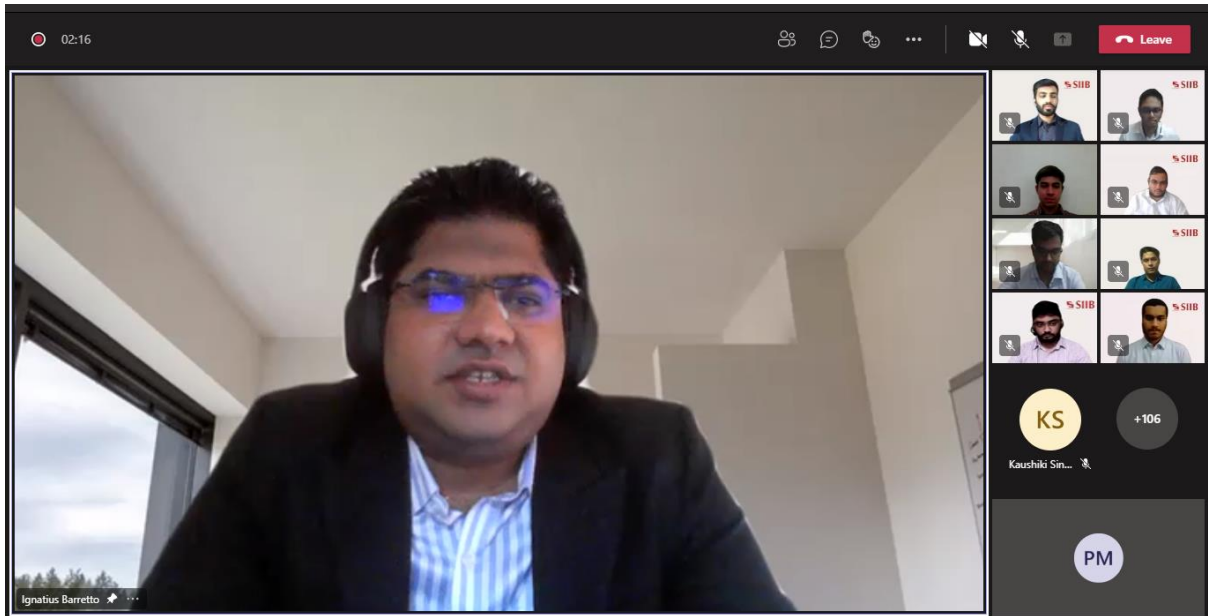 02:16
Leave
SIIB
SIIB
SIIB
SIIB
SIIB
SIIB
KS
+106
Kaushiki Sin...
PM
Ignatius Barretto